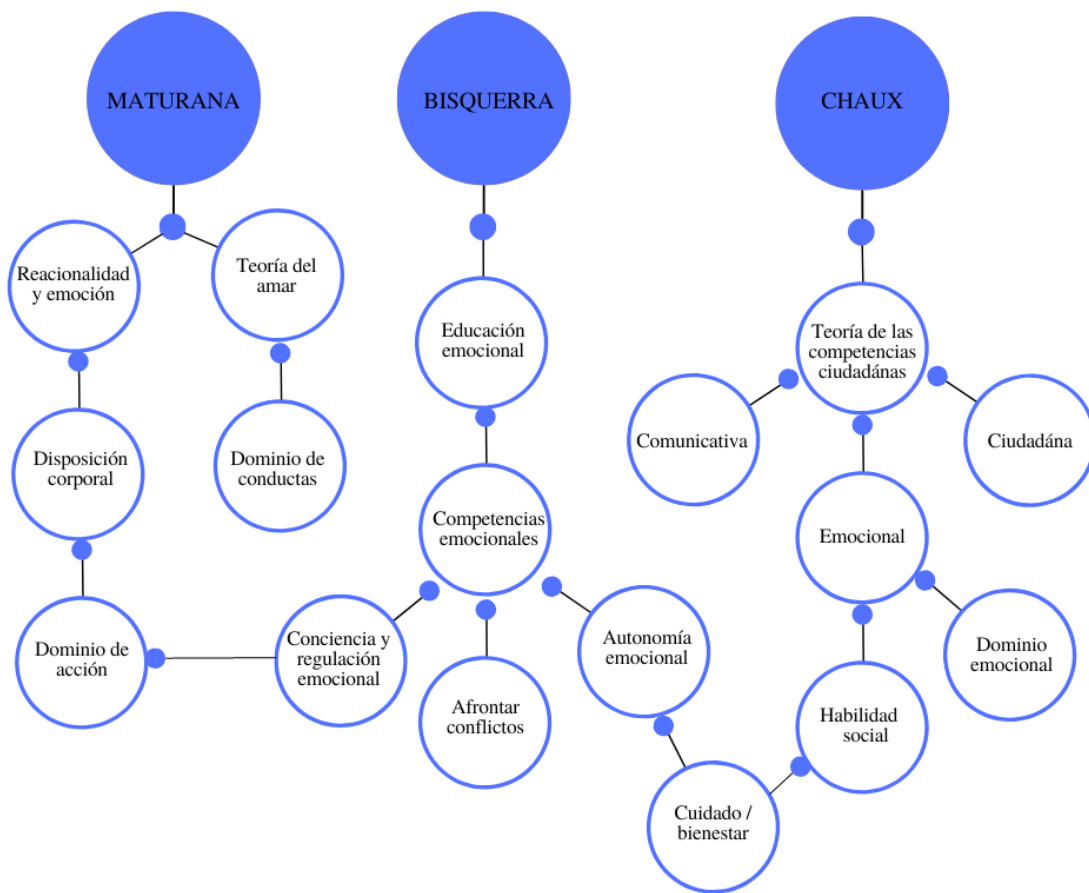 MATURANA
BISQUERRA
CHAUX
Reacionalidad
y emoción
Teoría del
amar
Educación
emocional
Teoría de las
competencias
ciudadánas
Comunicativa
Ciudadána
Disposición
corporal
Dominio de
conductas
Competencias
emocionales
Emocional
Dominio de
acción
Conciencia y
regulación
emocional
Afrontar
conflictos
Autonomía
emocional
Dominio
emocional
Habilidad
social
Cuidado /
bienestar